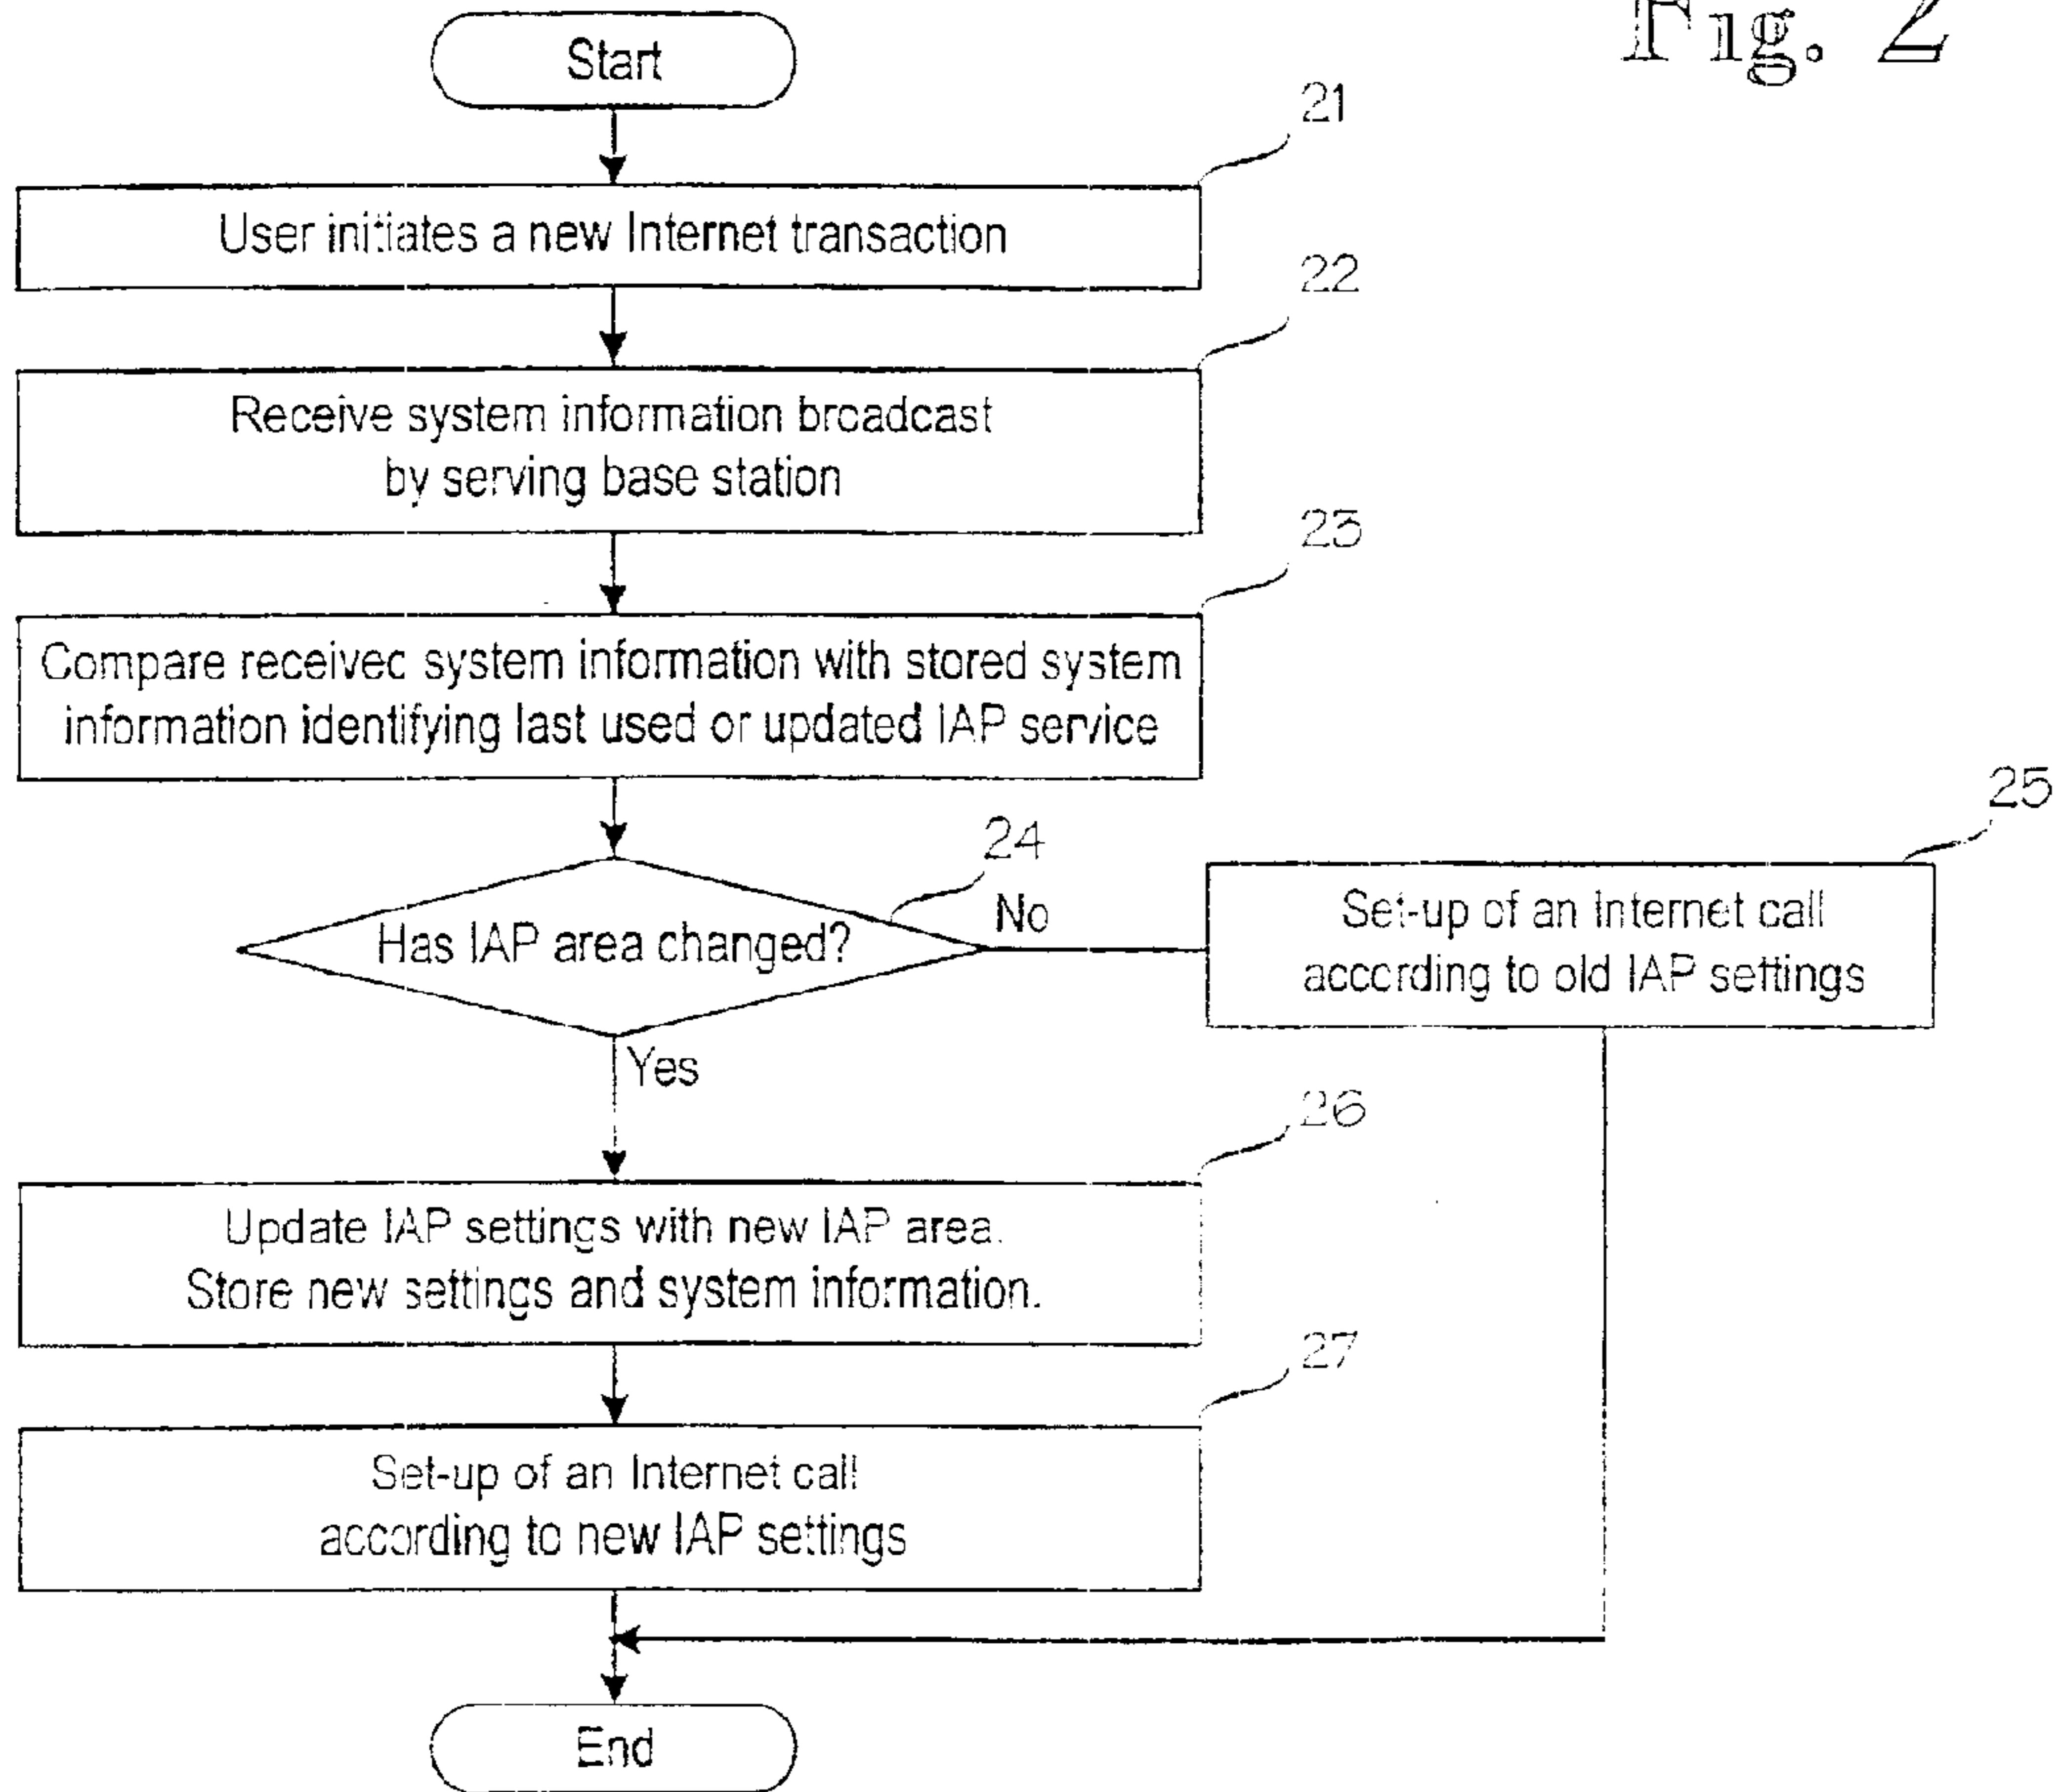 Fig. 2
Start
21
User initiates a new Internet transaction
22
Receive system information broadcast
by serving base station
23
Compare received system information with stored system
information identifying last used or updated IAP service
24
Has IAP area changed?
No
25
Set-up of an Internet call
according to old IAP settings
Yes
26
Update IAP settings with new IAP area.
Store new settings and system information.
27
Set-up of an Internet call
according to new IAP settings
End